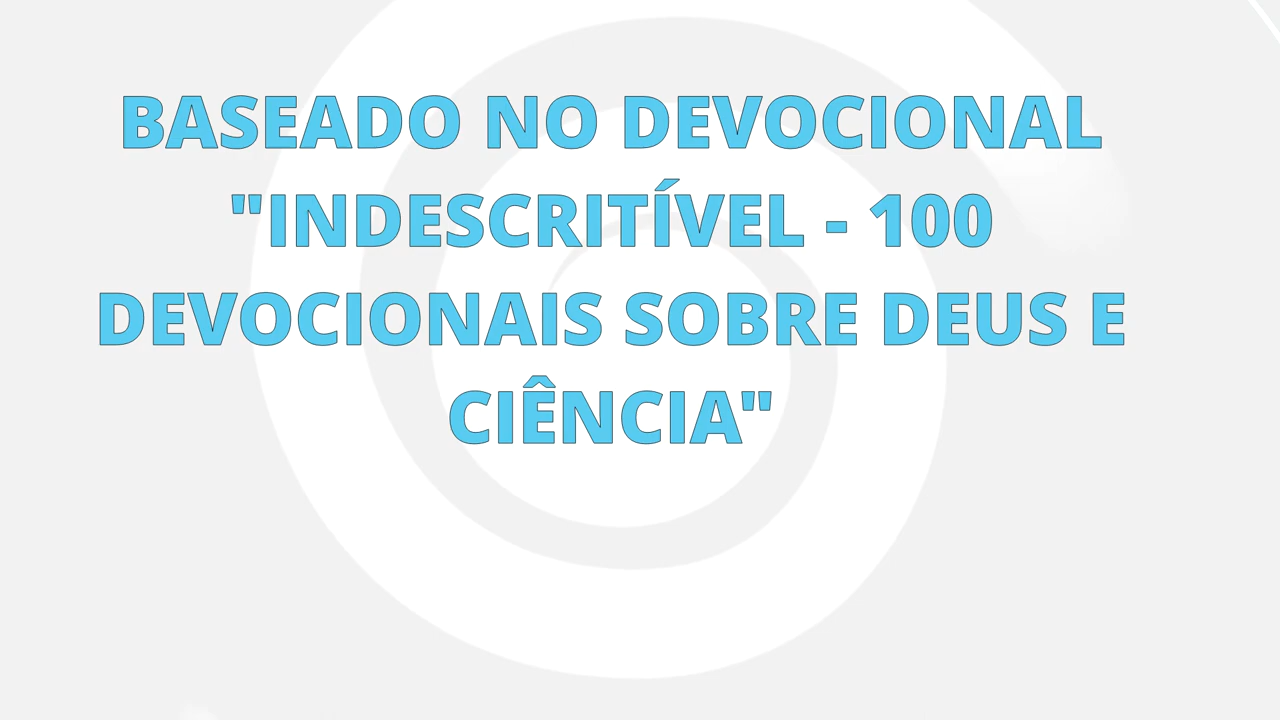 BASEADO NO DEVOCIONAL
"INDESCRITÍVEL - 100
DEVOCIONAIS SOBRE DEUS E
CIÊNCIA"